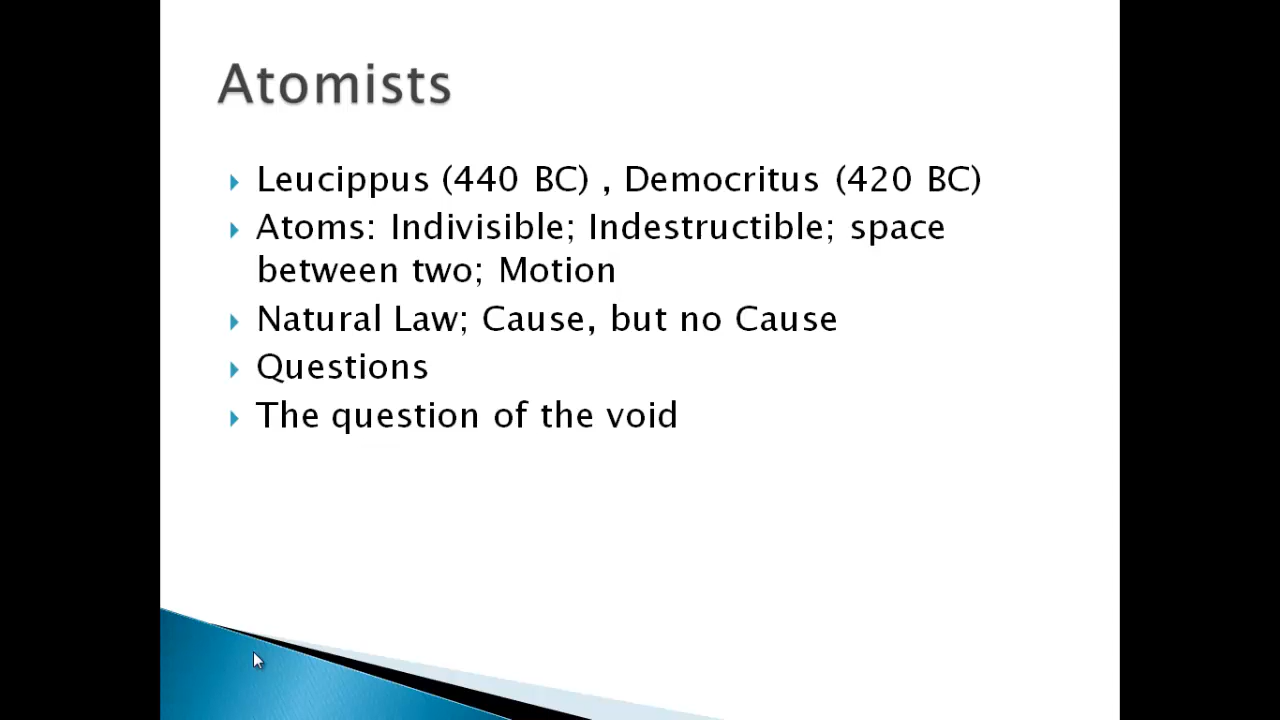 Atomists
Leucippus (440 BC) , Democritus (420 BC)
Atoms: Indivisible; Indestructible; space
between two; Motion
Natural Law; Cause, but no Cause
Questions
The question of the void